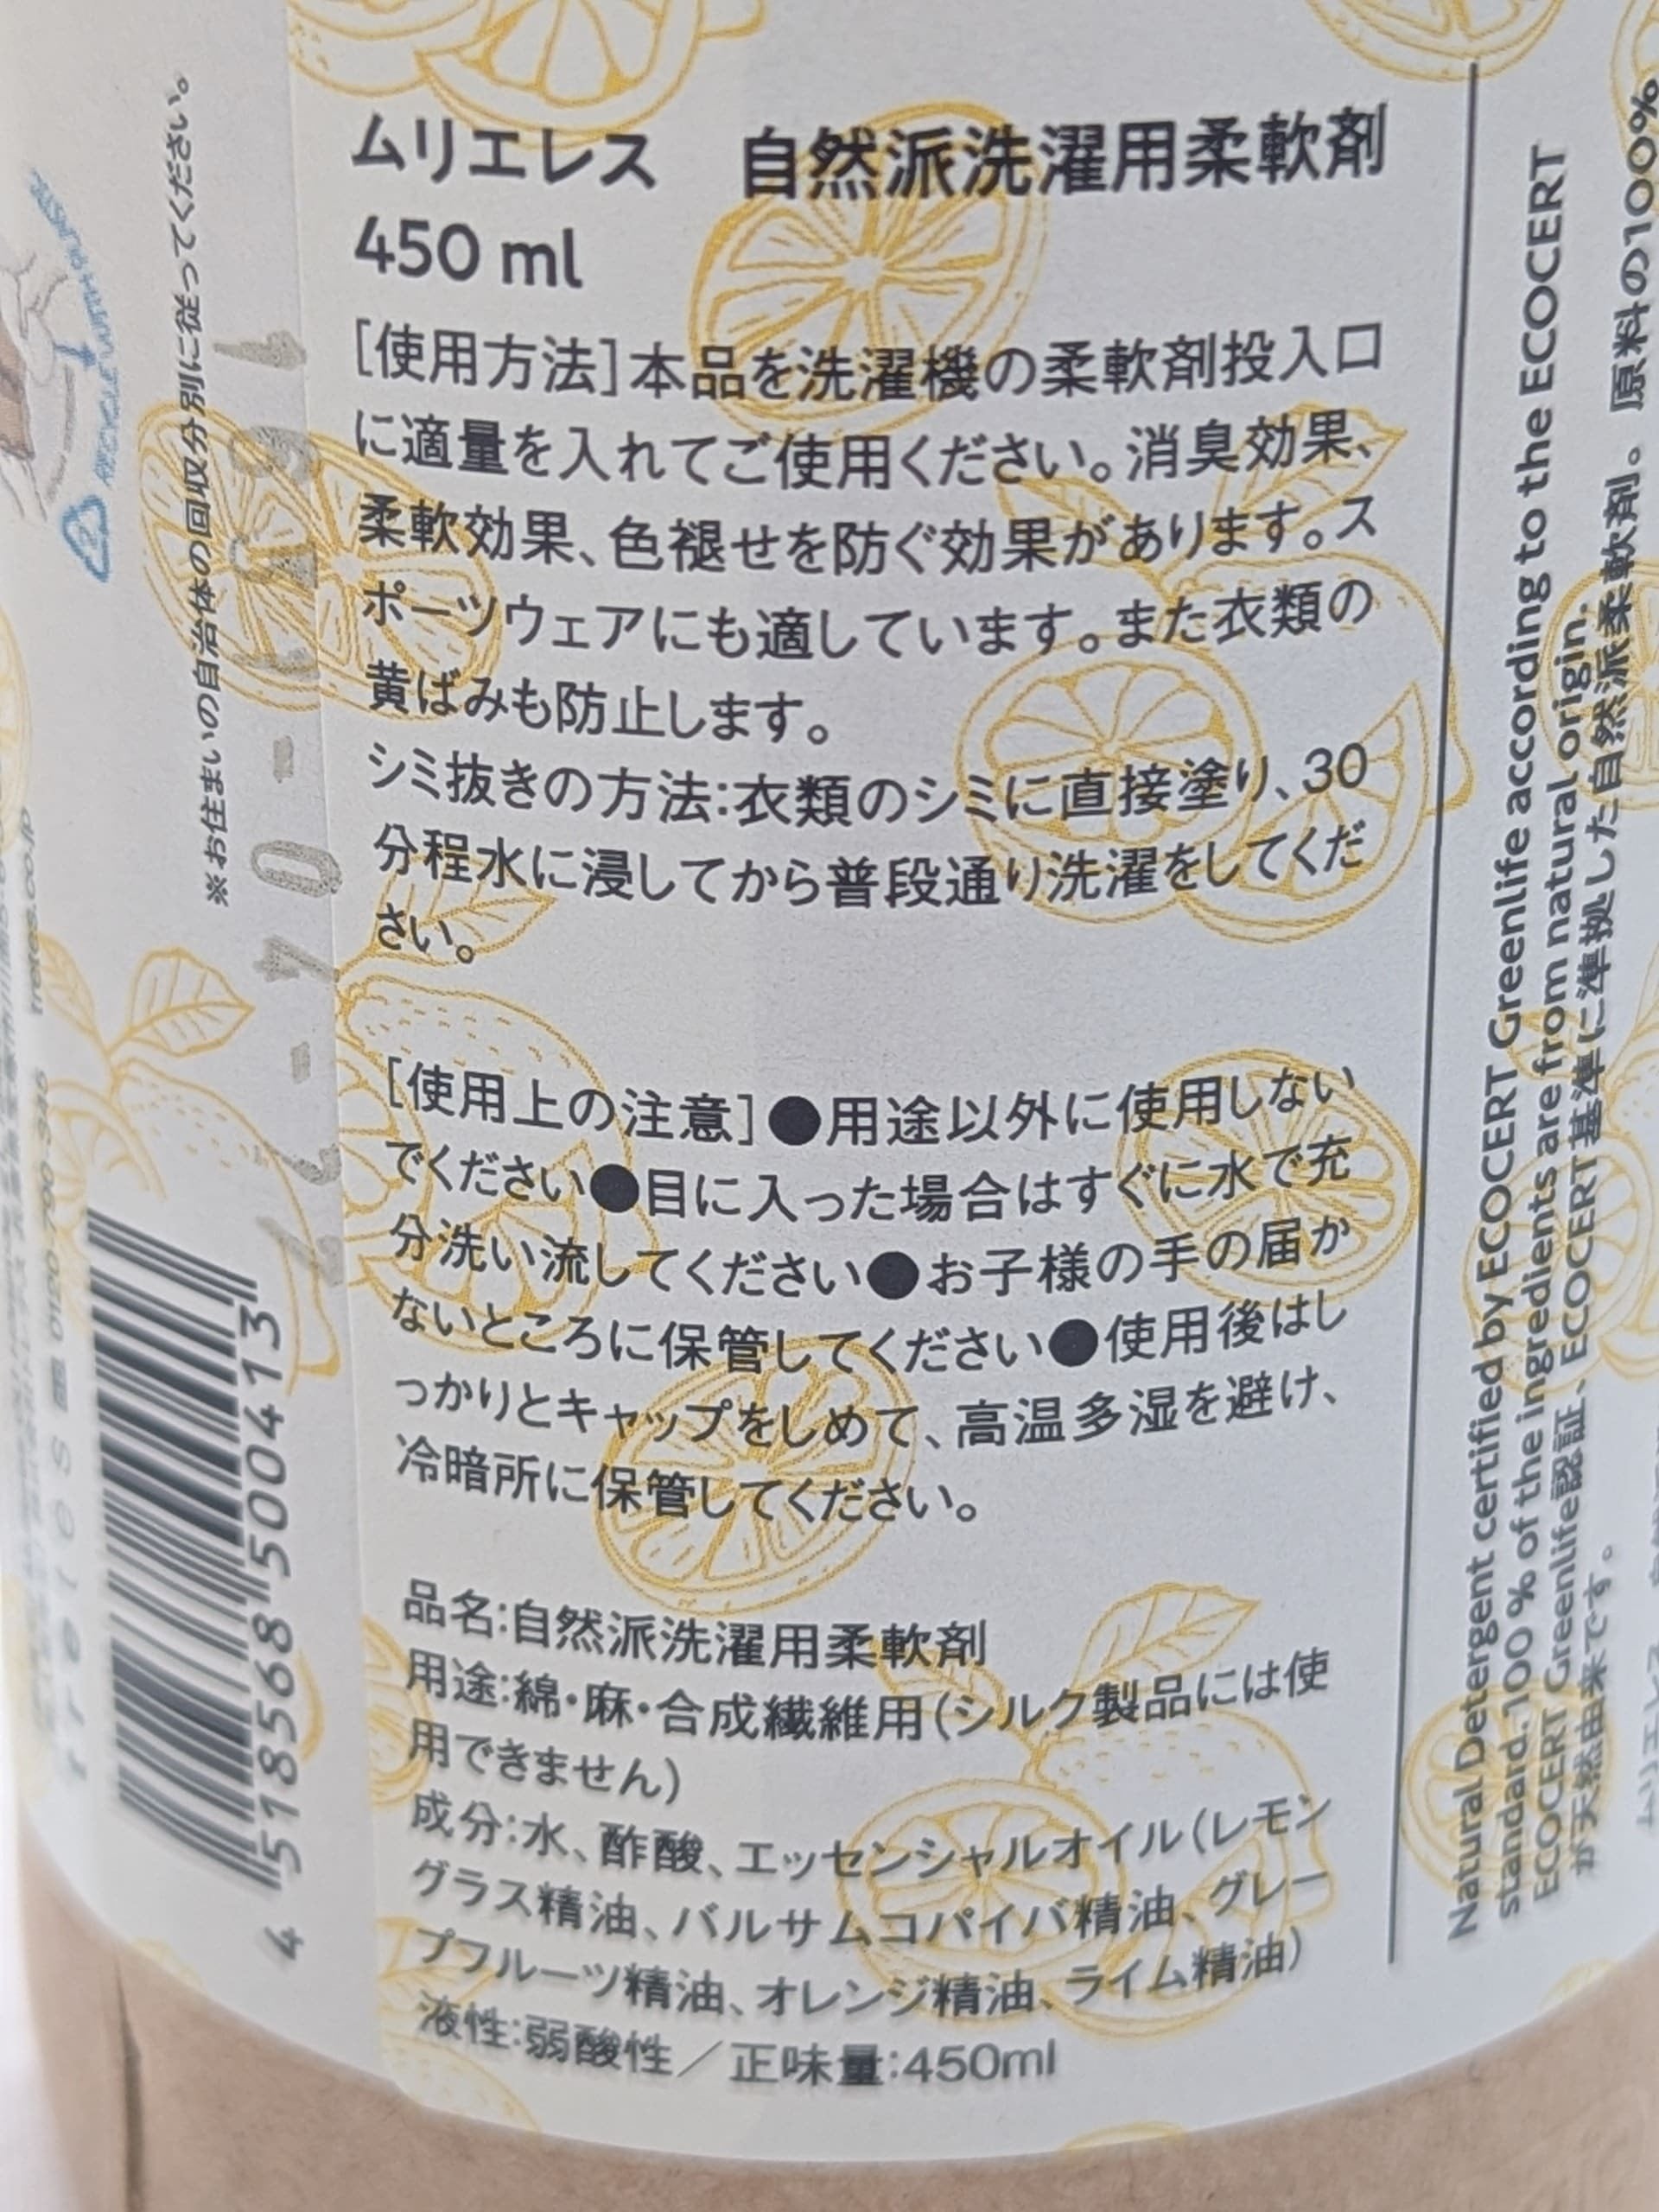 ムリエレス　自然派洗濯用柔軟剤
450 ml
[使用方法]本品を洗濯機の柔軟剤投入口
に適量を入れてご使用ください。消臭効果、
柔軟効果、色褪せを防ぐ効果があります。ス
ポーツウェアにも適しています。また衣類の
黄ばみも防止します。
シミ抜きの方法:衣類のシミに直接塗り、30
分程水に浸してから普段通り洗濯をしてくだ
さい。
[使用上の注意]●用途以外に使用しない
でください●目に入った場合はすぐに水で充
分洗い流してください●お子様の手の届か
ないところに保管してください●使用後はし
っかりとキャップをしめて、高温多湿を避け、
冷暗所に保管してください。
品名:自然派洗濯用柔軟剤
用途:綿・麻・合成繊維用(シルク製品には使
用できません)
成分:水、酢酸、エッセンシャルオイル(レモン
グラス精油、バルサムコパイバ精油、グレー
プフルーツ精油、オレンジ精油、ライム精油)
液性:弱酸性／正味量:450ml
Natural Detergent certified by ECOCERT Greenlife according to the ECOCERT
standard. 100 % of the ingredients are from natural origin.
ECOCERT Greenlife認証、ECOCERT基準に準拠した自然派柔軟剤。原料の100%
が天然由来です。
※お住まいの自治体の回収分別に従ってください。
4 518568 500413